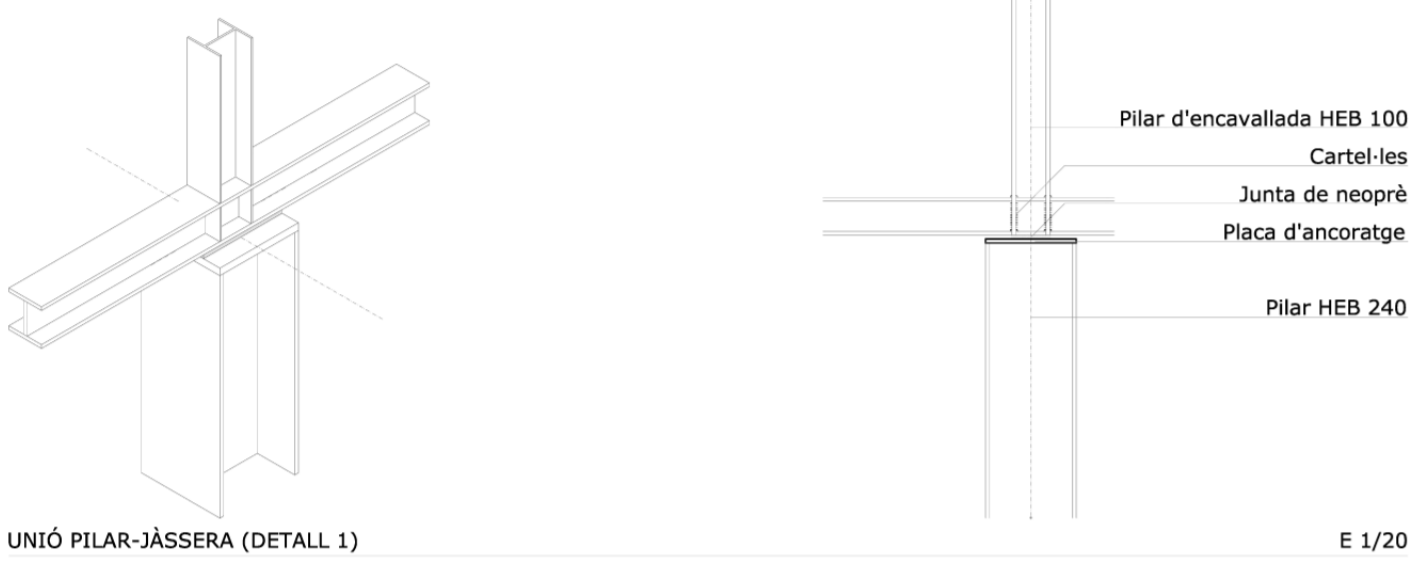 Pilar d'encavallada HEB 100
Cartel·les
Junta de neoprè
Placa d'ancoratge
Pilar HEB 240
UNIÓ PILAR-JÀSSERA (DETALL 1)
E 1/20